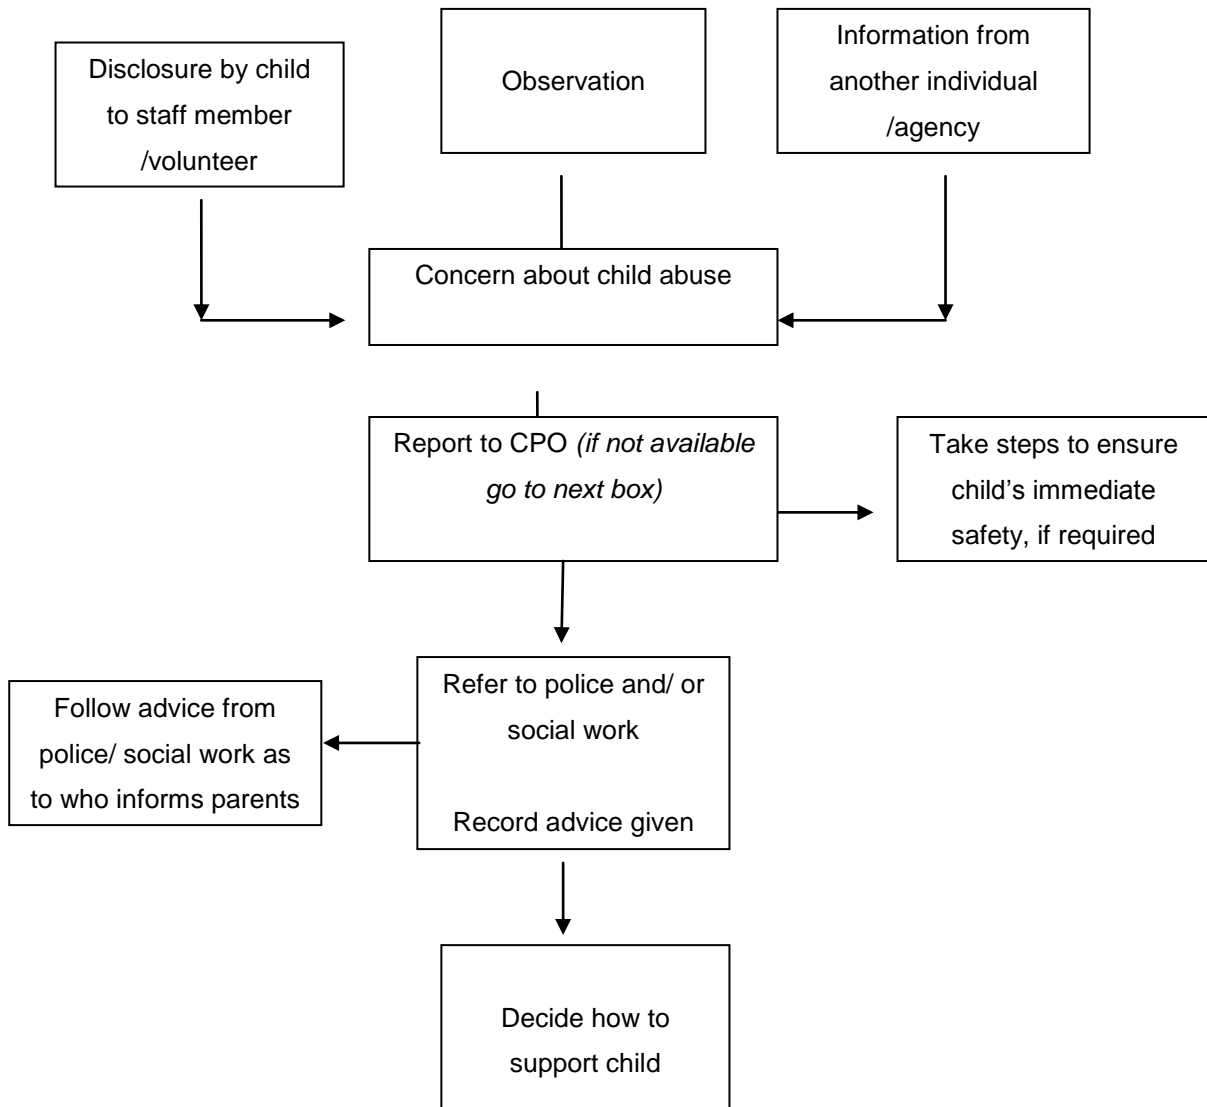 Disclosure by child
to staff member
/volunteer
Observation
Information from
another individual
/agency
Concern about child abuse
Report to CPO (if not available
go to next box)
Take steps to ensure
child’s immediate
safety, if required
Refer to police and/ or
social work
Record advice given
Follow advice from
police/ social work as
to who informs parents
Decide how to
support child